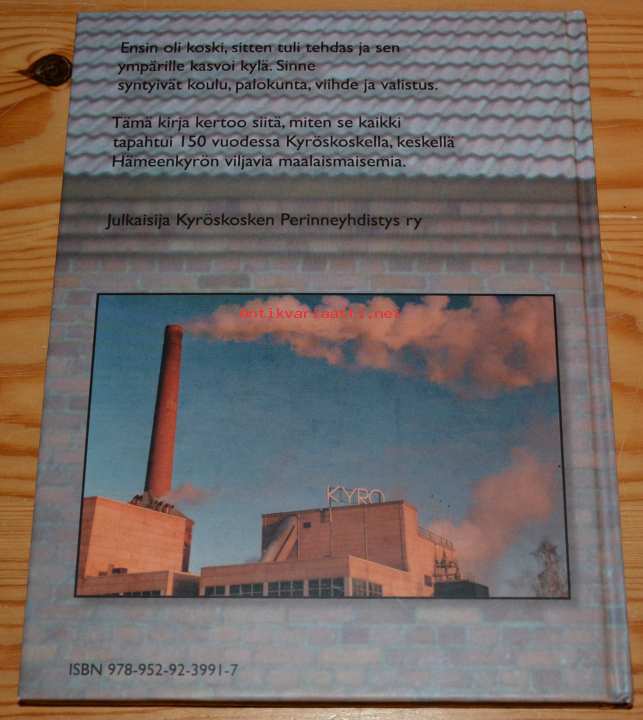 Ensin oli koski, sitten tuli tehdas ja sen
ympärille kasvoi kylä. Sinne
syntyivät koulu, palokunta, viihde ja valistus.
Tämä kirja kertoo siitä, miten se kaikki
tapahtui 150 vuodessa Kyröskoskella, keskellä
Hämeenkyrön viljavia maalaismaisemia.
Julkaisija Kyröskosken Perinneyhdistys ry
antikvariaatti.net
KYRO
ISBN 978-952-92-3991-7